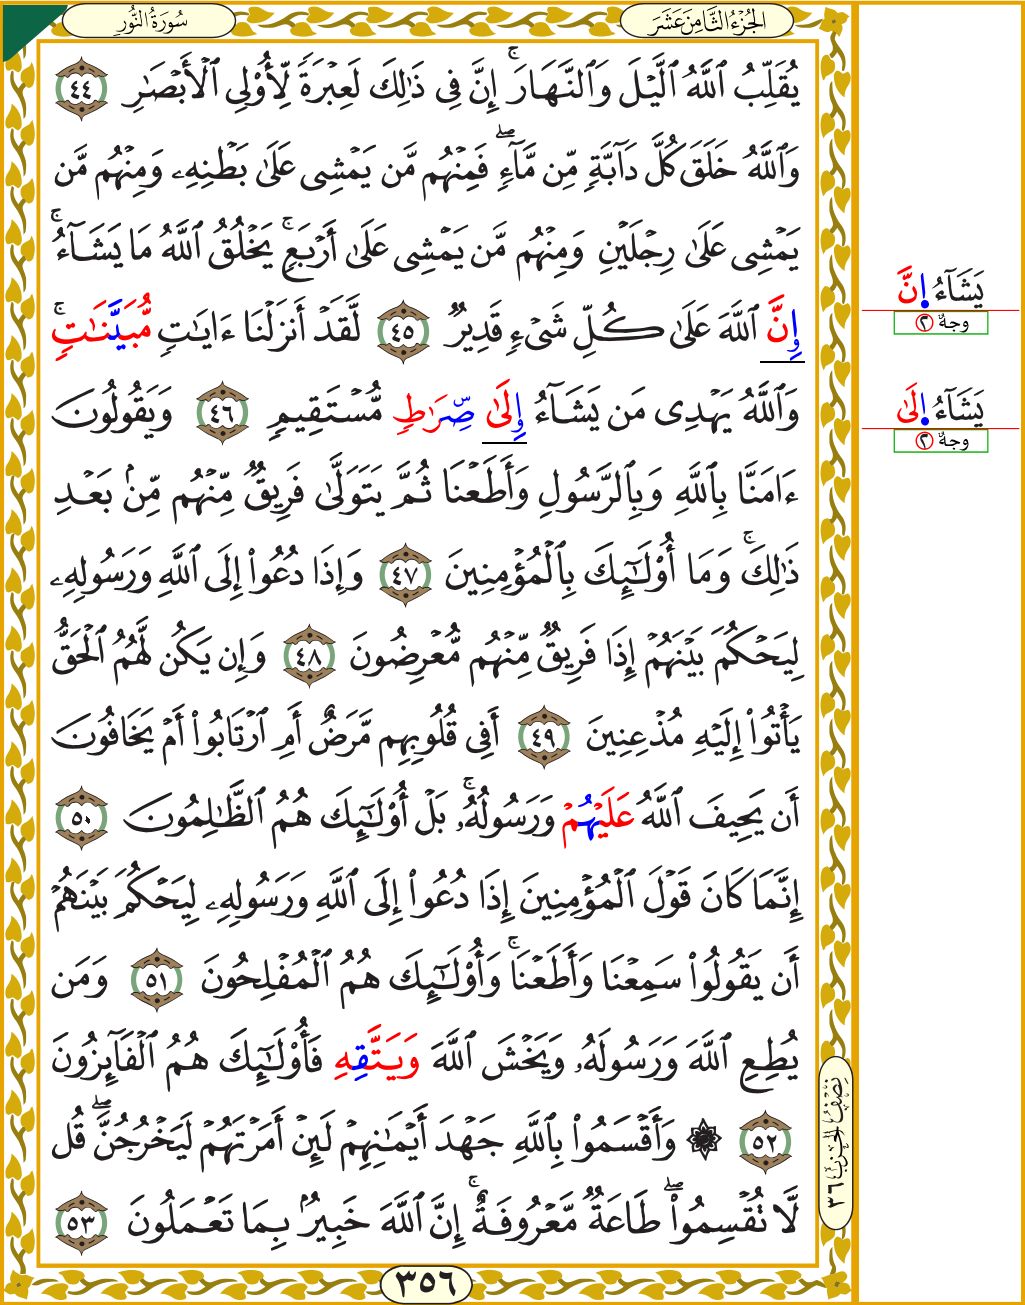 الجُزْءُ الثَّامِنَ عَشَرَ
سُورَةُ النُّورِ
يُقَلِّبُ ٱللَّهُ ٱلَّيْلَ وَٱلنَّهَارَۚ إِنَّ فِى ذَٰلِكَ لَعِبْرَةً لِّأُو۟لِى ٱلْأَبْصَٰرِ ٤٤
وَٱللَّهُ خَلَقَ كُلَّ دَآبَّةٍ مِّن مَّآءٍۖ فَمِنْهُم مَّن يَمْشِى عَلَىٰ بَطْنِهِۦ وَمِنْهُم مَّن
يَمْشِى عَلَىٰ رِجْلَيْنِ وَمِنْهُم مَّن يَمْشِى عَلَىٰٓ أَرْبَعٍۚ يَخْلُقُ ٱللَّهُ مَا يَشَآءُۚ
إِنَّ ٱللَّهَ عَلَىٰ كُلِّ شَىْءٍ قَدِيرٌ ٤٥ لَّقَدْ أَنزَلْنَا ءَايَٰتٍ مُّبَيَّنَٰتٍۚ
وَٱللَّهُ يَهْدِى مَن يَشَآءُ إِلَىٰ صِّرَٰطٍ مُّسْتَقِيمٍ ٤٦ وَيَقُولُونَ
ءَامَنَّا بِٱللَّهِ وَبِٱلرَّسُولِ وَأَطَعْنَا ثُمَّ يَتَوَلَّىٰ فَرِيقٌ مِّنْهُم مِّنۢ بَعْدِ
ذَٰلِكَۚ وَمَآ أُو۟لَٰٓئِكَ بِٱلْمُؤْمِنِينَ ٤٧ وَإِذَا دُعُوٓا۟ إِلَى ٱللَّهِ وَرَسُولِهِۦ
لِيَحْكُمَ بَيْنَهُمْ إِذَا فَرِيقٌ مِّنْهُم مُّعْرِضُونَ ٤٨ وَإِن يَكُن لَّهُمُ ٱلْحَقُّ
يَأْتُوٓا۟ إِلَيْهِ مُذْعِنِينَ ٤٩ أَفِى قُلُوبِهِم مَّرَضٌ أَمِ ٱرْتَابُوٓا۟ أَمْ يَخَافُونَ
أَن يَحِيفَ ٱللَّهُ عَلَيْهُمْ وَرَسُولُهُۥۚ بَلْ أُو۟لَٰٓئِكَ هُمُ ٱلظَّٰلِمُونَ ٥٠
إِنَّمَا كَانَ قَوْلَ ٱلْمُؤْمِنِينَ إِذَا دُعُوٓا۟ إِلَى ٱللَّهِ وَرَسُولِهِۦ لِيَحْكُمَ بَيْنَهُمْ
أَن يَقُولُوا۟ سَمِعْنَا وَأَطَعْنَاۚ وَأُو۟لَٰٓئِكَ هُمُ ٱلْمُفْلِحُونَ ٥١ وَمَن
يُطِعِ ٱللَّهَ وَرَسُولَهُۥ وَيَخْشَ ٱللَّهَ وَيَتَّقِهِ فَأُو۟لَٰٓئِكَ هُمُ ٱلْفَآئِزُونَ
٥٢ ۞ وَأَقْسَمُوا۟ بِٱللَّهِ جَهْدَ أَيْمَٰنِهِمْ لَئِنْ أَمَرْتَهُمْ لَيَخْرُجُنَّۖ قُل
لَّا تُقْسِمُوا۟ۖ طَاعَةٌ مَّعْرُوفَةٌۚ إِنَّ ٱللَّهَ خَبِيرٌۢ بِمَا تَعْمَلُونَ ٥٣
٣٥٦
نِصْفُ الحِزْبِ ٣٦
يَشَآءُ إِنَّ
وجهٌ ٢
يَشَآءُ إِلَىٰ
وجهٌ ٢